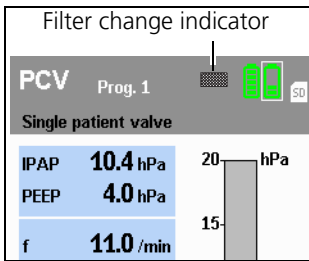 Filter change indicator
PCV Prog. 1
SD
Single patient valve
IPAP 10.4 hPa
PEEP 4.0 hPa
f 11.0 /min
20 hPa
15